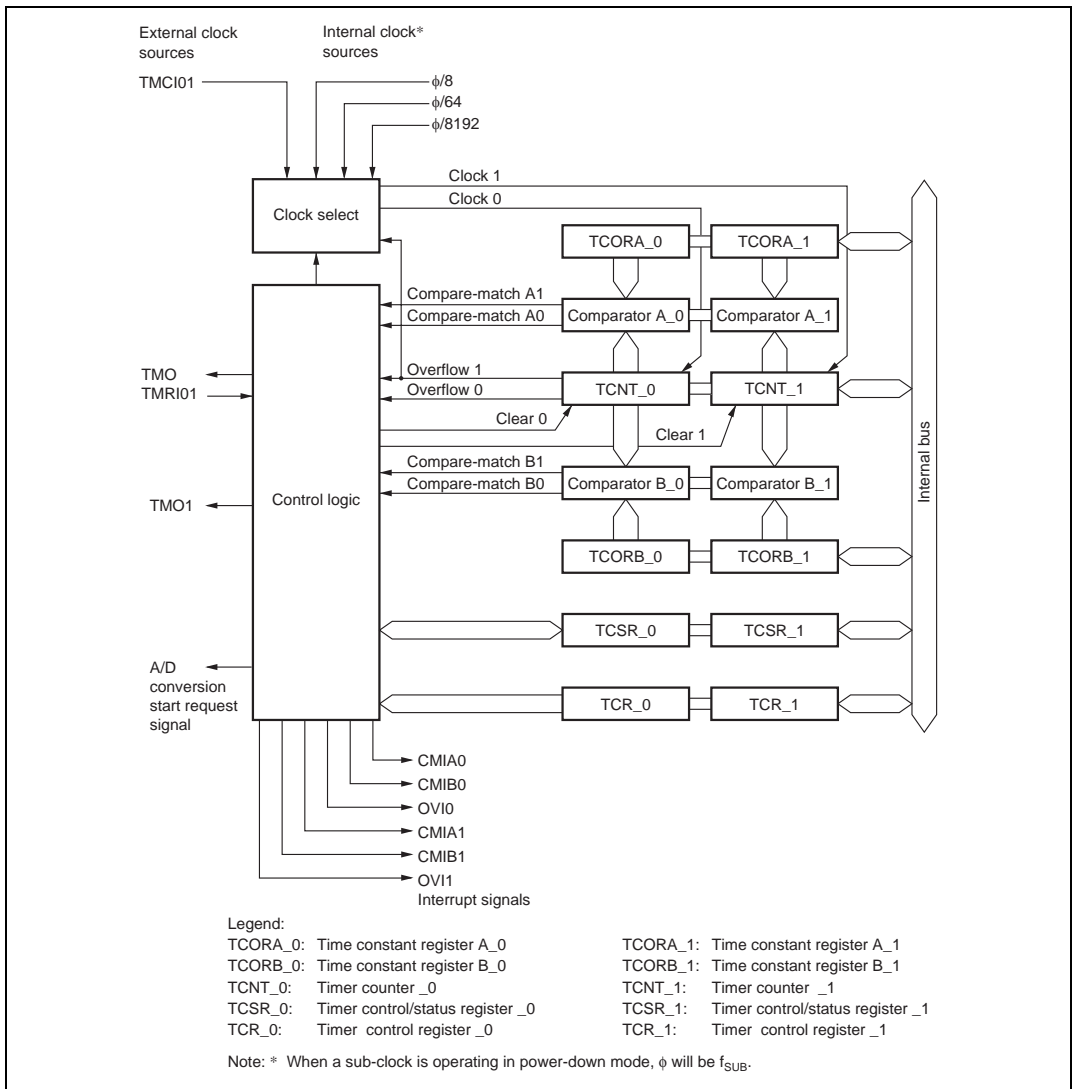 External clock
sources
Internal clock*
sources
TMCI01
ϕ/8
ϕ/64
ϕ/8192
Clock select
Clock 1
Clock 0
TCORA_0
TCORA_1
Compare-match A1
Compare-match A0
Comparator A_0
Comparator A_1
TMO
TMRI01
Overflow 1
Overflow 0
TCNT_0
TCNT_1
Clear 0
Clear 1
Internal bus
Compare-match B1
Compare-match B0
Comparator B_0
Comparator B_1
Control logic
TMO1
TCORB_0
TCORB_1
TCSR_0
TCSR_1
A/D
conversion
start request
signal
TCR_0
TCR_1
CMIA0
CMIB0
OVI0
CMIA1
CMIB1
OVI1
Interrupt signals
Legend:
TCORA_0: Time constant register A_0 TCORA_1: Time constant register A_1
TCORB_0: Time constant register B_0 TCORB_1: Time constant register B_1
TCNT_0: Timer counter _0 TCNT_1: Timer counter _1
TCSR_0: Timer control/status register _0 TCSR_1: Timer control/status register _1
TCR_0: Timer control register _0 TCR_1: Timer control register _1
Note: * When a sub-clock is operating in power-down mode, ϕ will be fSUB.